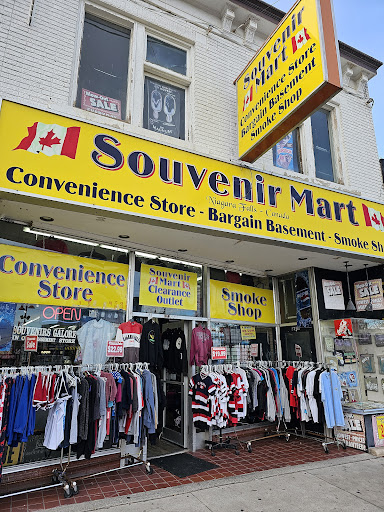 Souvenir
Mart
Convenience Store
Bargain Basement
Smoke Shop
SALE
Souvenir Mart
Niagara Falls - Canada
Convenience Store - Bargain Basement - Smoke Sh
Convenience
Store
Souvenir
Mart
Clearance
Outlet
Smoke
Shop
OPEN
SOUVENIRS GALORE